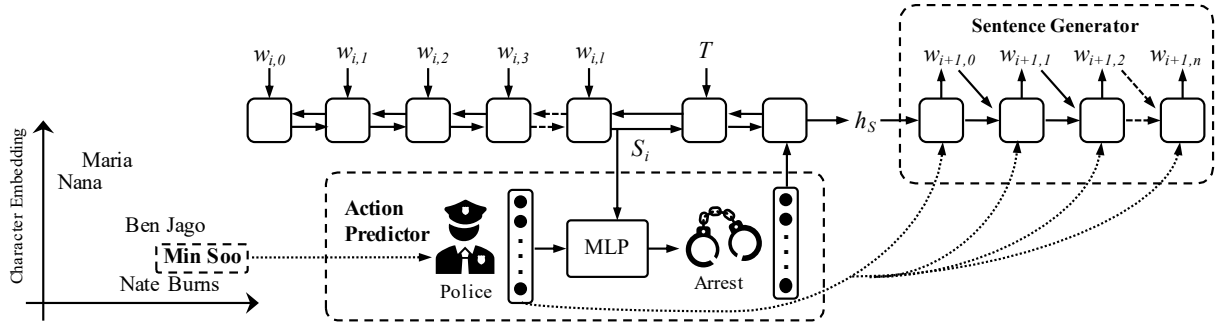 Sentence Generator
w_{i,0} w_{i,1} w_{i,2} w_{i,3} w_{i,l} T
w_{i+1,0} w_{i+1,1} w_{i+1,2} w_{i+1,n}
h_S
S_i
Character Embedding
Maria
Nana
Ben Jago
Min Soo
Nate Burns
Action
Predictor
Police
MLP
Arrest